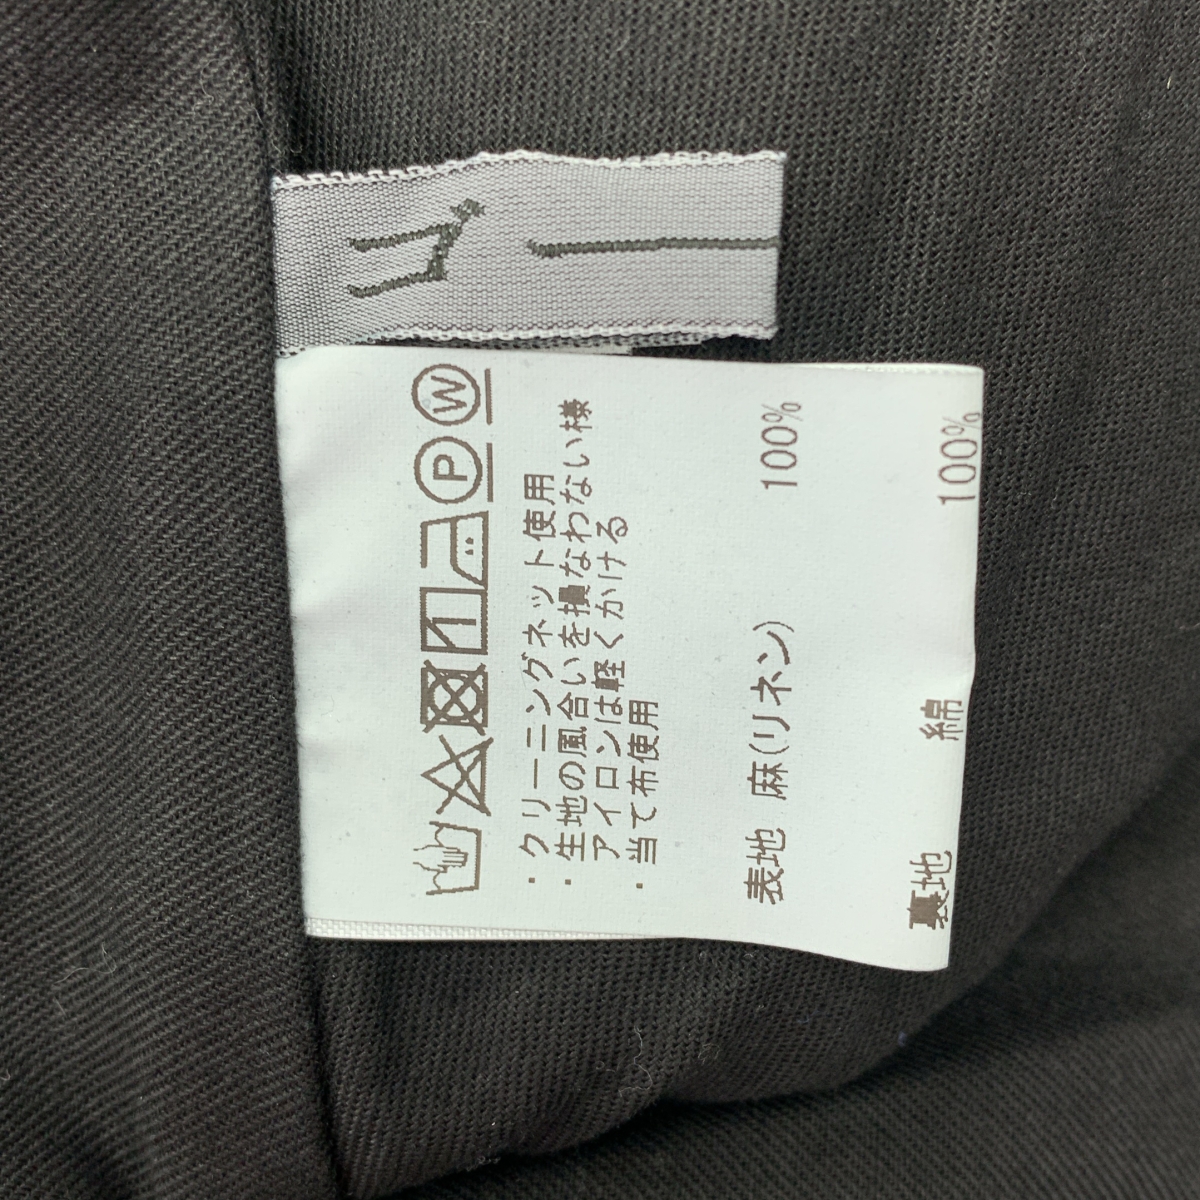 P W
・クリーニングネット使用
・生地の風合いを損なわない様
アイロンは軽くかける
・当て布使用
表地 麻(リネン) 100%
裏地 綿 100%